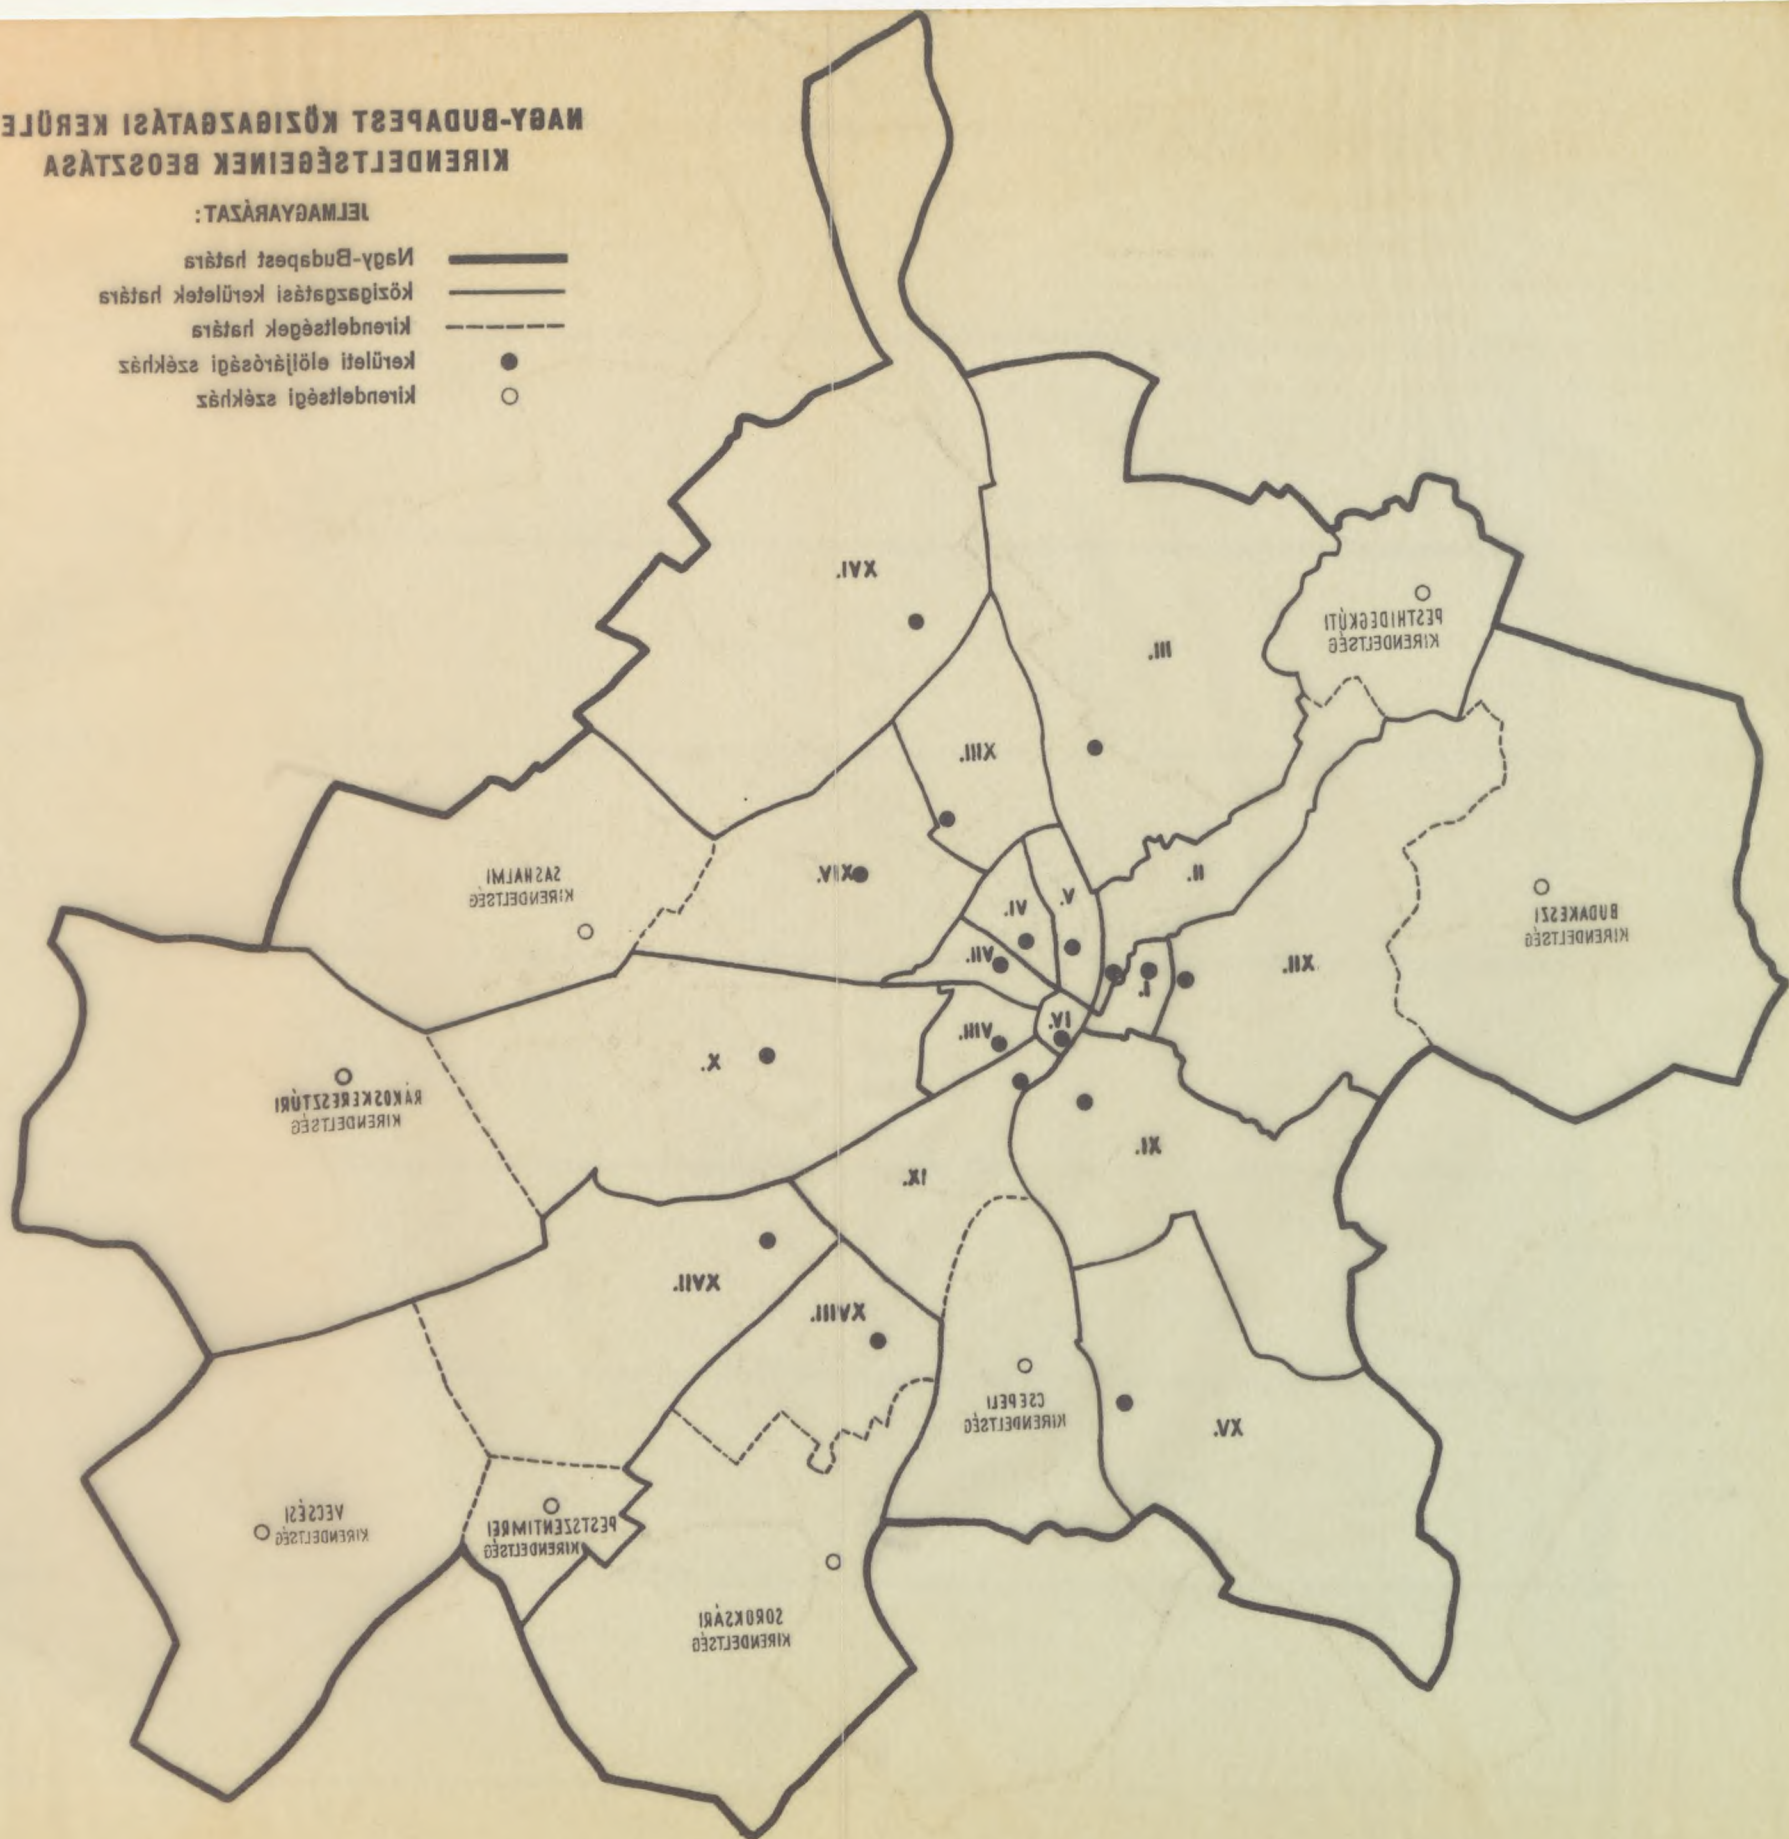 NAGY-BUDAPEST KÖZIGAZGATÁSI KERÜLE
KIRENDELTSÉGEINEK BEOSZTÁSA
JELMAGYARÁZAT:
Nagy-Budapest határa
közigazgatási kerületek határa
kirendeltségek határa
kerületi elöljárósági székház
kirendeltségi székház
XVI.
PESTHIDEGKÚTI
KIRENDELTSÉG
III.
XIII.
SASHALMI
KIRENDELTSÉG
XIV.
II.
V.
VI.
BUDAKESZI
KIRENDELTSÉG
VII.
XII.
I.
IV.
VIII.
X.
RÁKOSKERESZTÚRI
KIRENDELTSÉG
XI.
IX.
XVII.
XVIII.
CSEPELI
KIRENDELTSÉG
XV.
VECSÉSI
KIRENDELTSÉG
PESTSZENTIMREI
KIRENDELTSÉG
SOROKSÁRI
KIRENDELTSÉG